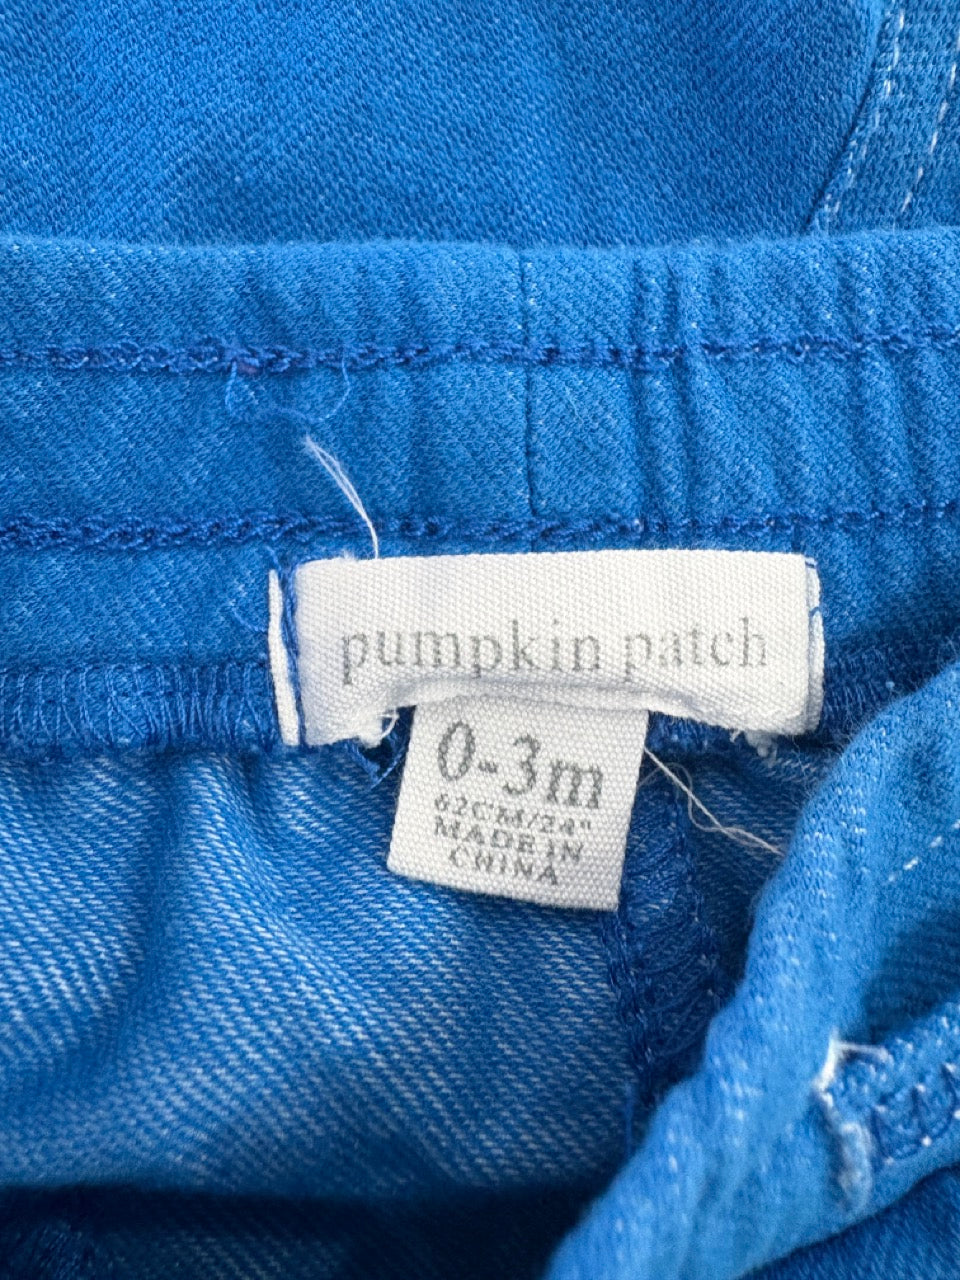 pumpkin patch
0-3m
62CM/24"
MADE IN
CHINA